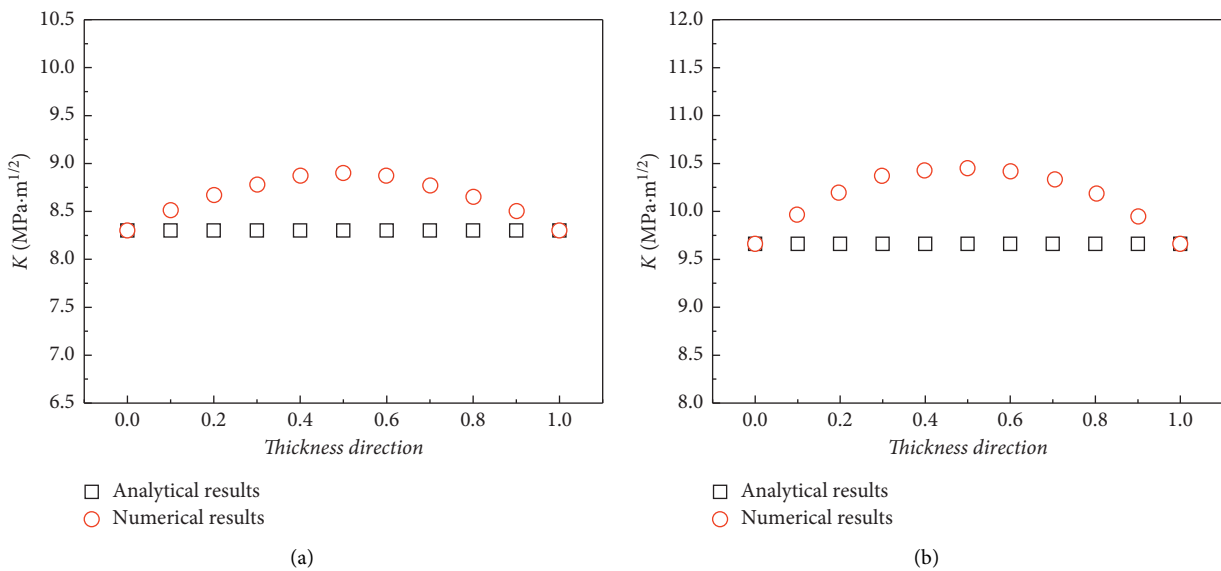 10.5
10.0
9.5
9.0
8.5
8.0
7.5
7.0
6.5
K (MPa·m1/2)
0.0 0.2 0.4 0.6 0.8 1.0
Thickness direction
Analytical results
Numerical results
(a)
12.0
11.5
11.0
10.5
10.0
9.5
9.0
8.5
8.0
K (MPa·m1/2)
0.0 0.2 0.4 0.6 0.8 1.0
Thickness direction
Analytical results
Numerical results
(b)